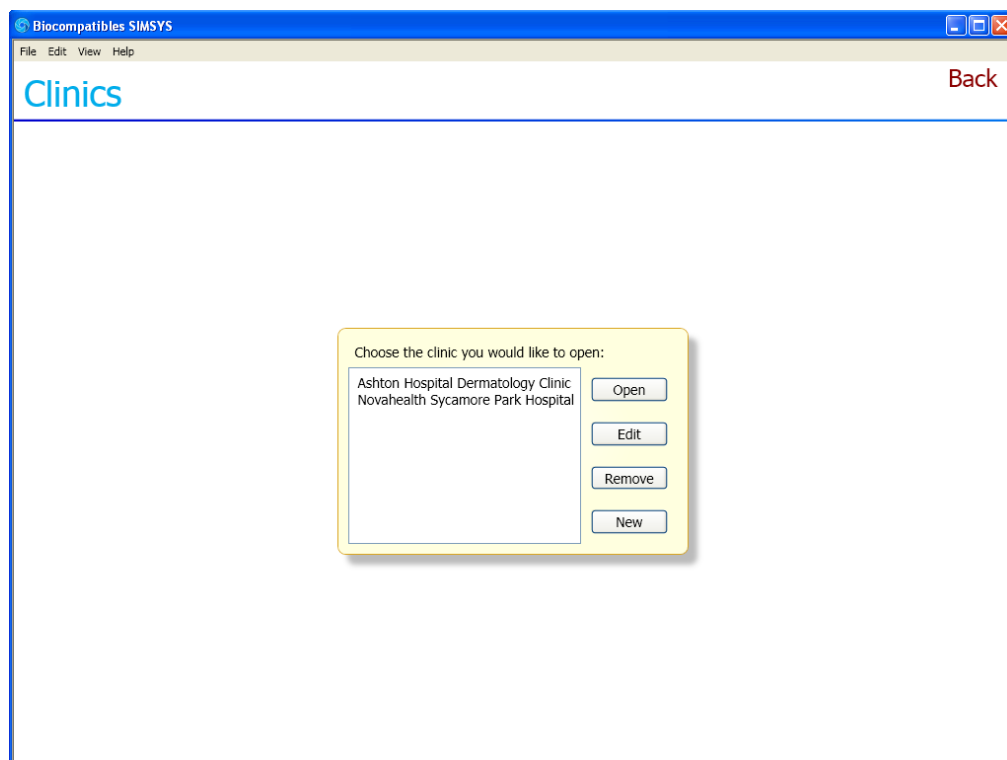 Biocompatibles SIMSYS
File Edit View Help
Clinics
Back
Choose the clinic you would like to open:
Ashton Hospital Dermatology Clinic
Novahealth Sycamore Park Hospital
Open
Edit
Remove
New